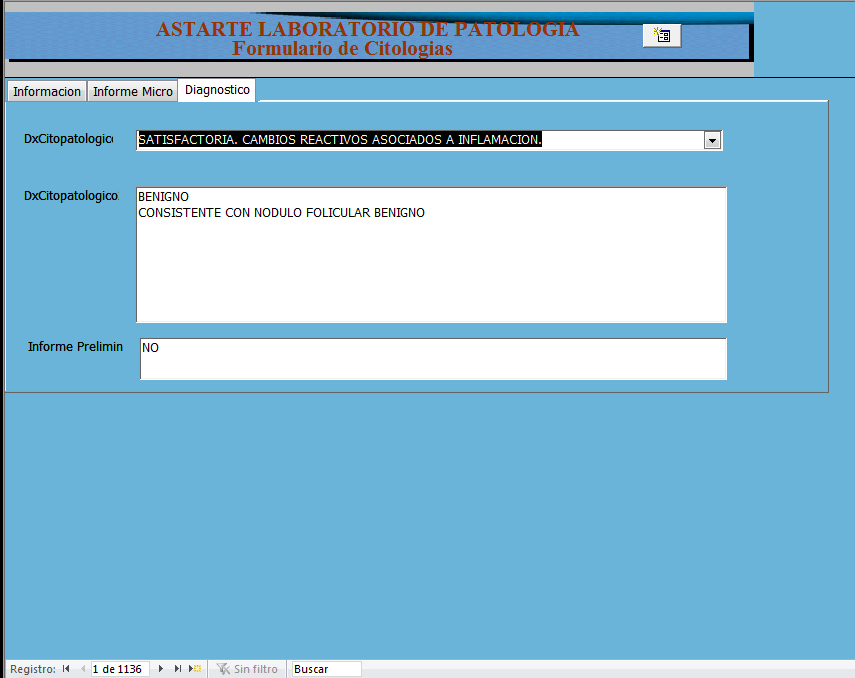 ASTARTE LABORATORIO DE PATOLOGIA
Formulario de Citologias
Informacion
Informe Micro
Diagnostico
DxCitopatologic
SATISFACTORIA. CAMBIOS REACTIVOS ASOCIADOS A INFLAMACION.
DxCitopatologico
BENIGNO
CONSISTENTE CON NODULO FOLICULAR BENIGNO
Informe Prelimin
NO
Registro:
1 de 1136
Sin filtro
Buscar